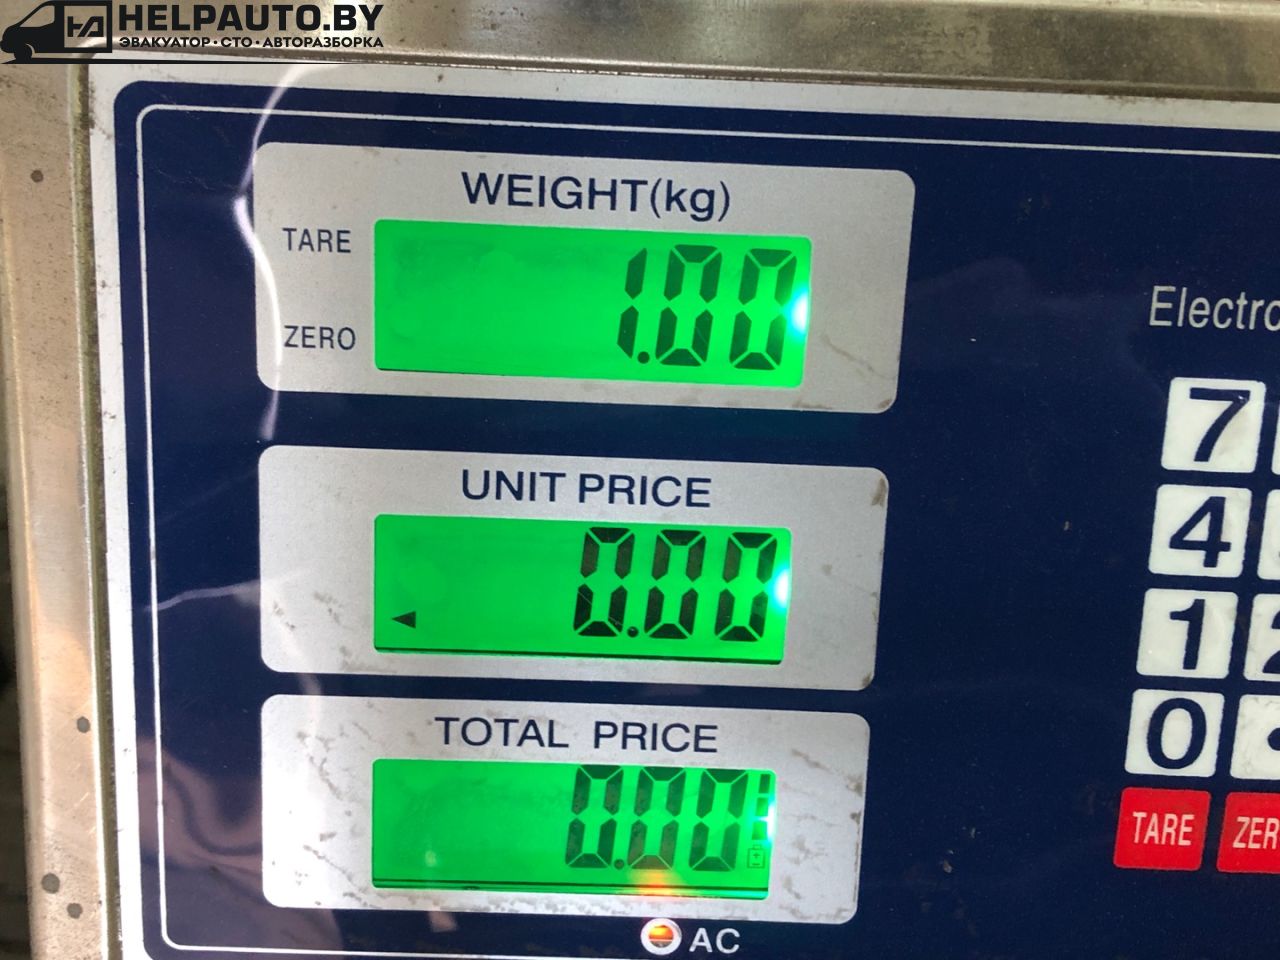 HELPAUTO.BY
ЭВАКУАТОР·СТО·АВТОРАЗБОРКА
WEIGHT(kg)
TARE
1.00
ZERO
Electro
7
UNIT PRICE
4
0.00
1 2
TOTAL PRICE
0 .
0.00
TARE ZER
AC